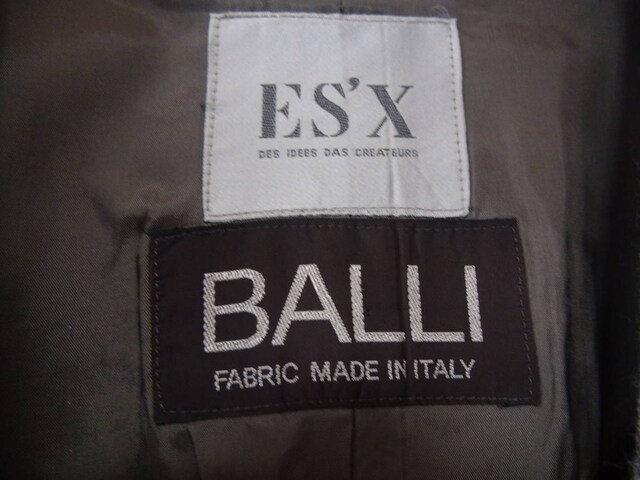 ES'X
DES IDEES DAS CREATEURS
BALLI
FABRIC MADE IN ITALY